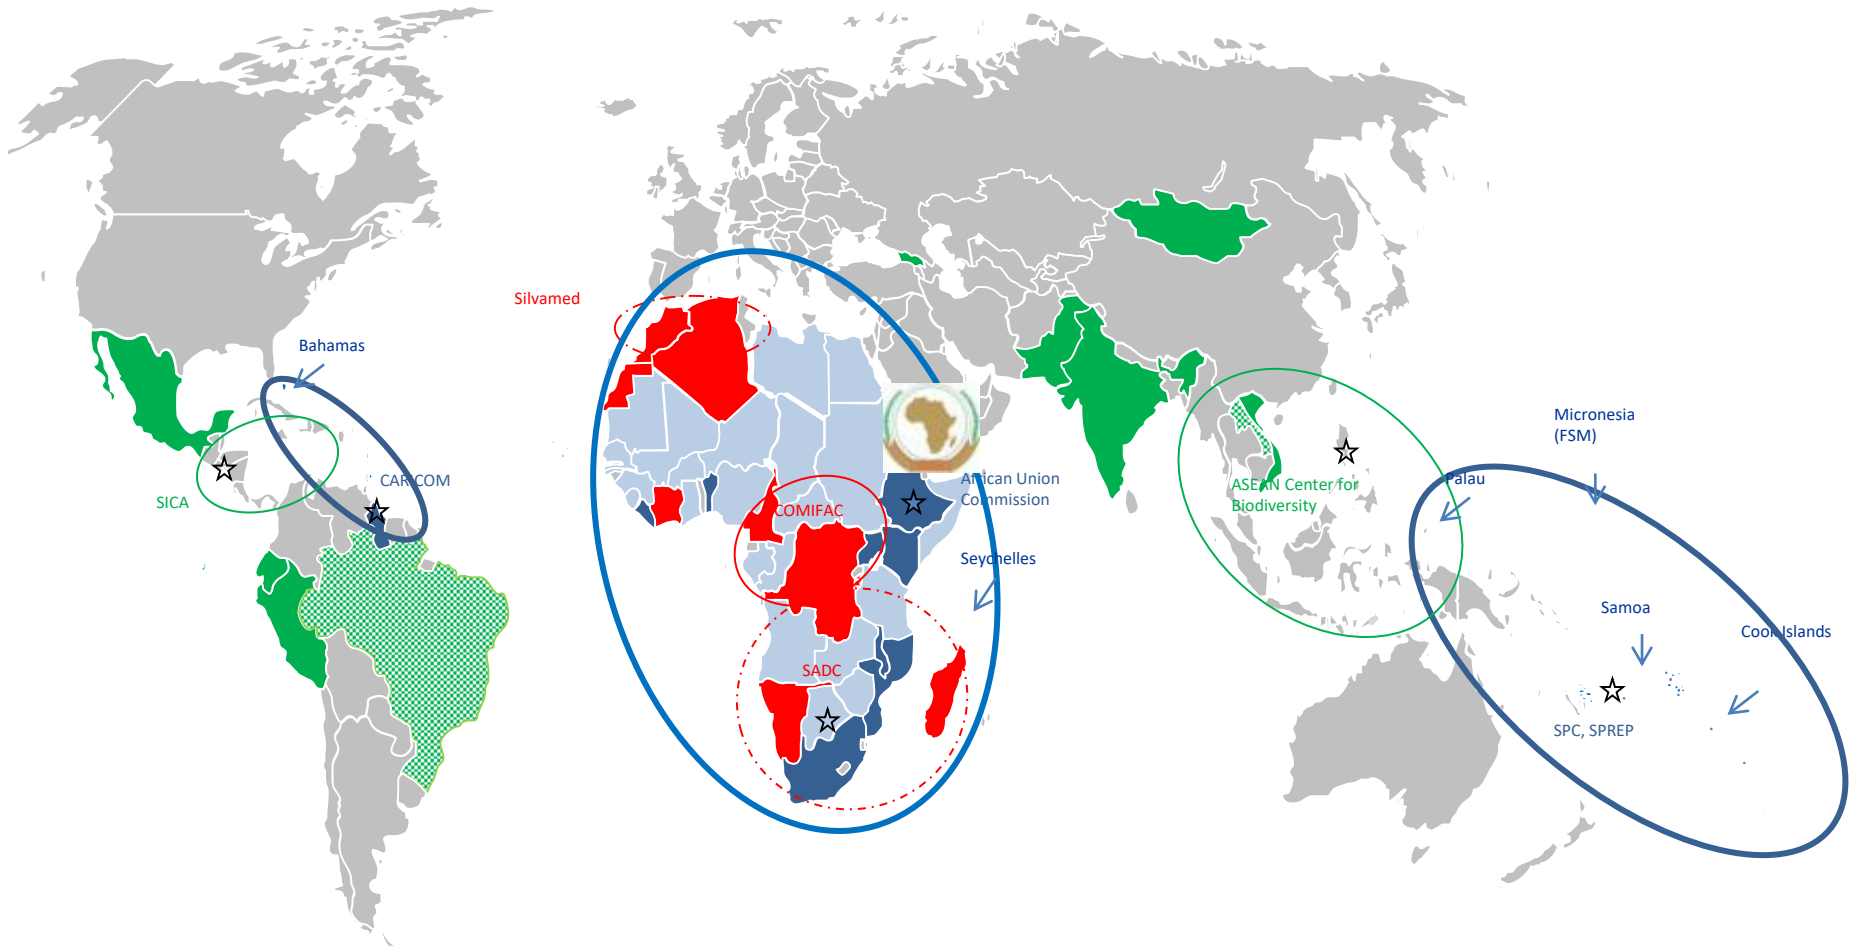 Silvamed
Bahamas
CARICOM
SICA
COMIFAC
African Union
Commission
Seychelles
SADC
ASEAN Center for
Biodiversity
Palau
Micronesia
(FSM)
Samoa
Cook Islands
SPC, SPREP